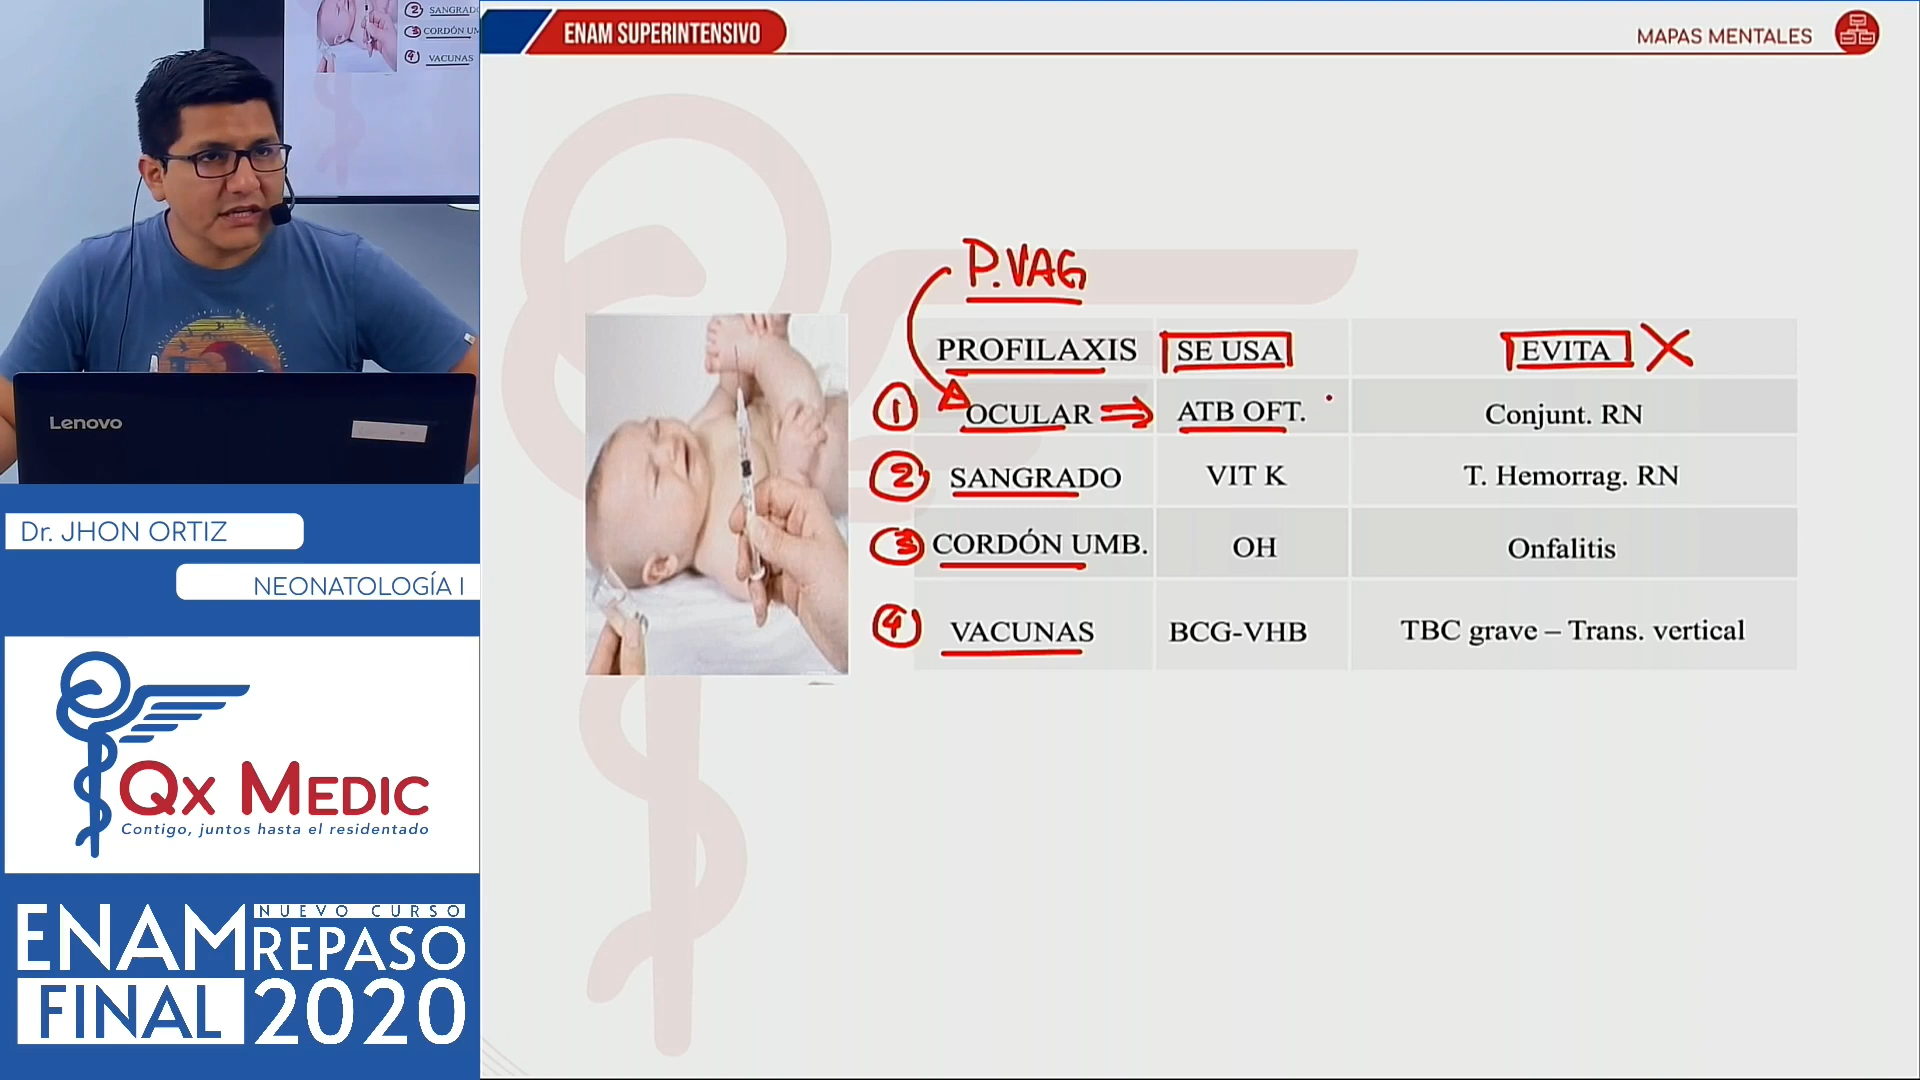 ② SANGRADO
③ CORDÓN UM
④ VACUNAS
Lenovo
Dr. JHON ORTIZ
NEONATOLOGÍA I
QX MEDIC
Contigo, juntos hasta el residentado
ENAM NUEVO CURSO
REPASO
FINAL 2020
ENAM SUPERINTENSIVO
MAPAS MENTALES
P.VAG
PROFILAXIS SE USA EVITA X
① OCULAR ⇒ ATB OFT. Conjunt. RN
② SANGRADO VIT K T. Hemorrag. RN
③ CORDÓN UMB. OH Onfalitis
④ VACUNAS BCG-VHB TBC grave – Trans. vertical